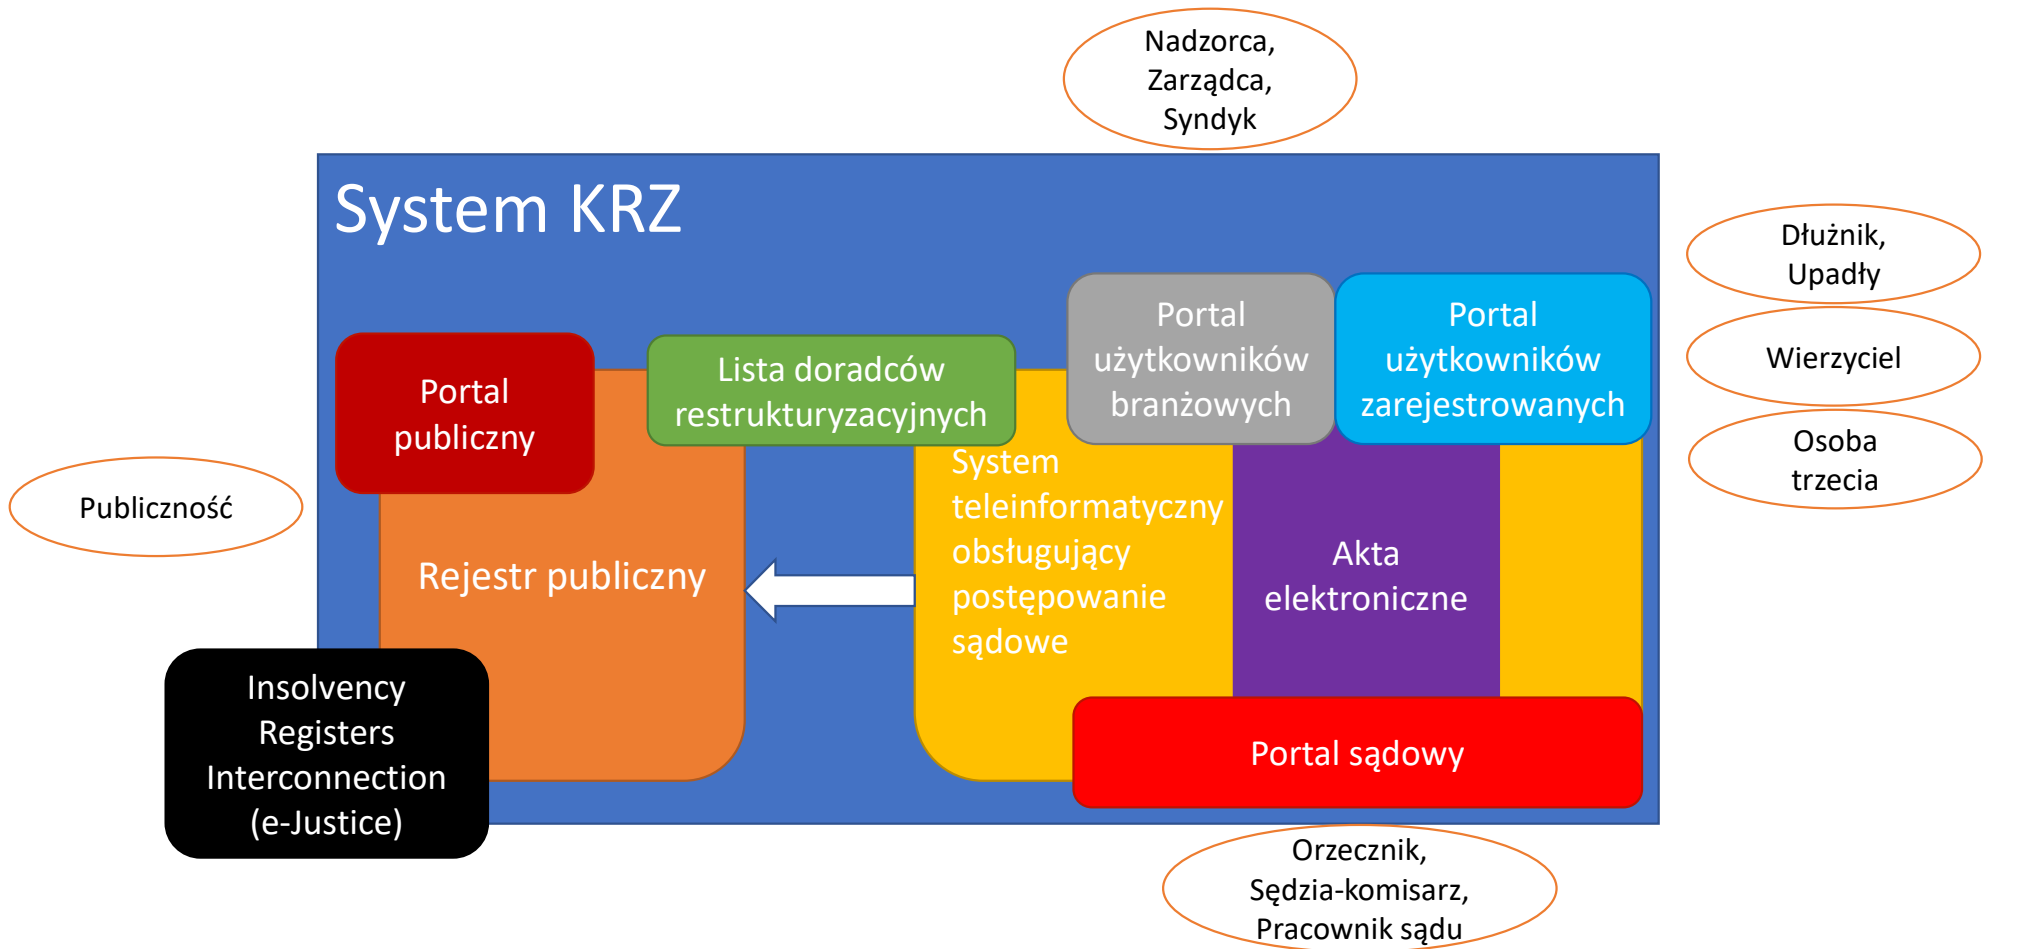 Nadzorca,
Zarządca,
Syndyk
System KRZ
Dłużnik,
Upadły
Wierzyciel
Osoba
trzecia
Portal
użytkowników
branżowych
Portal
użytkowników
zarejestrowanych
Lista doradców
restrukturyzacyjnych
Portal
publiczny
Publiczność
Rejestr publiczny
System
teleinformatyczny
obsługujący
postępowanie
sądowe
Akta
elektroniczne
Insolvency
Registers
Interconnection
(e-Justice)
Portal sądowy
Orzecznik,
Sędzia-komisarz,
Pracownik sądu